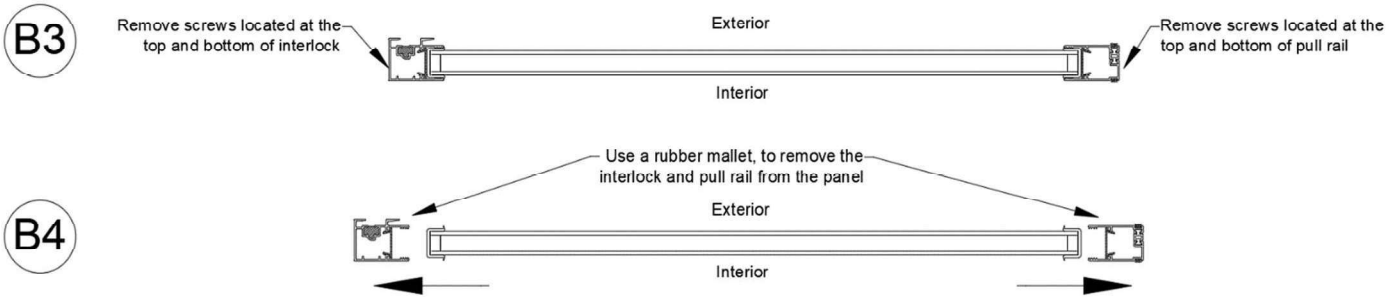 B3
Remove screws located at the
top and bottom of interlock
Exterior
Interior
Remove screws located at the
top and bottom of pull rail
B4
Use a rubber mallet, to remove the
interlock and pull rail from the panel
Exterior
Interior